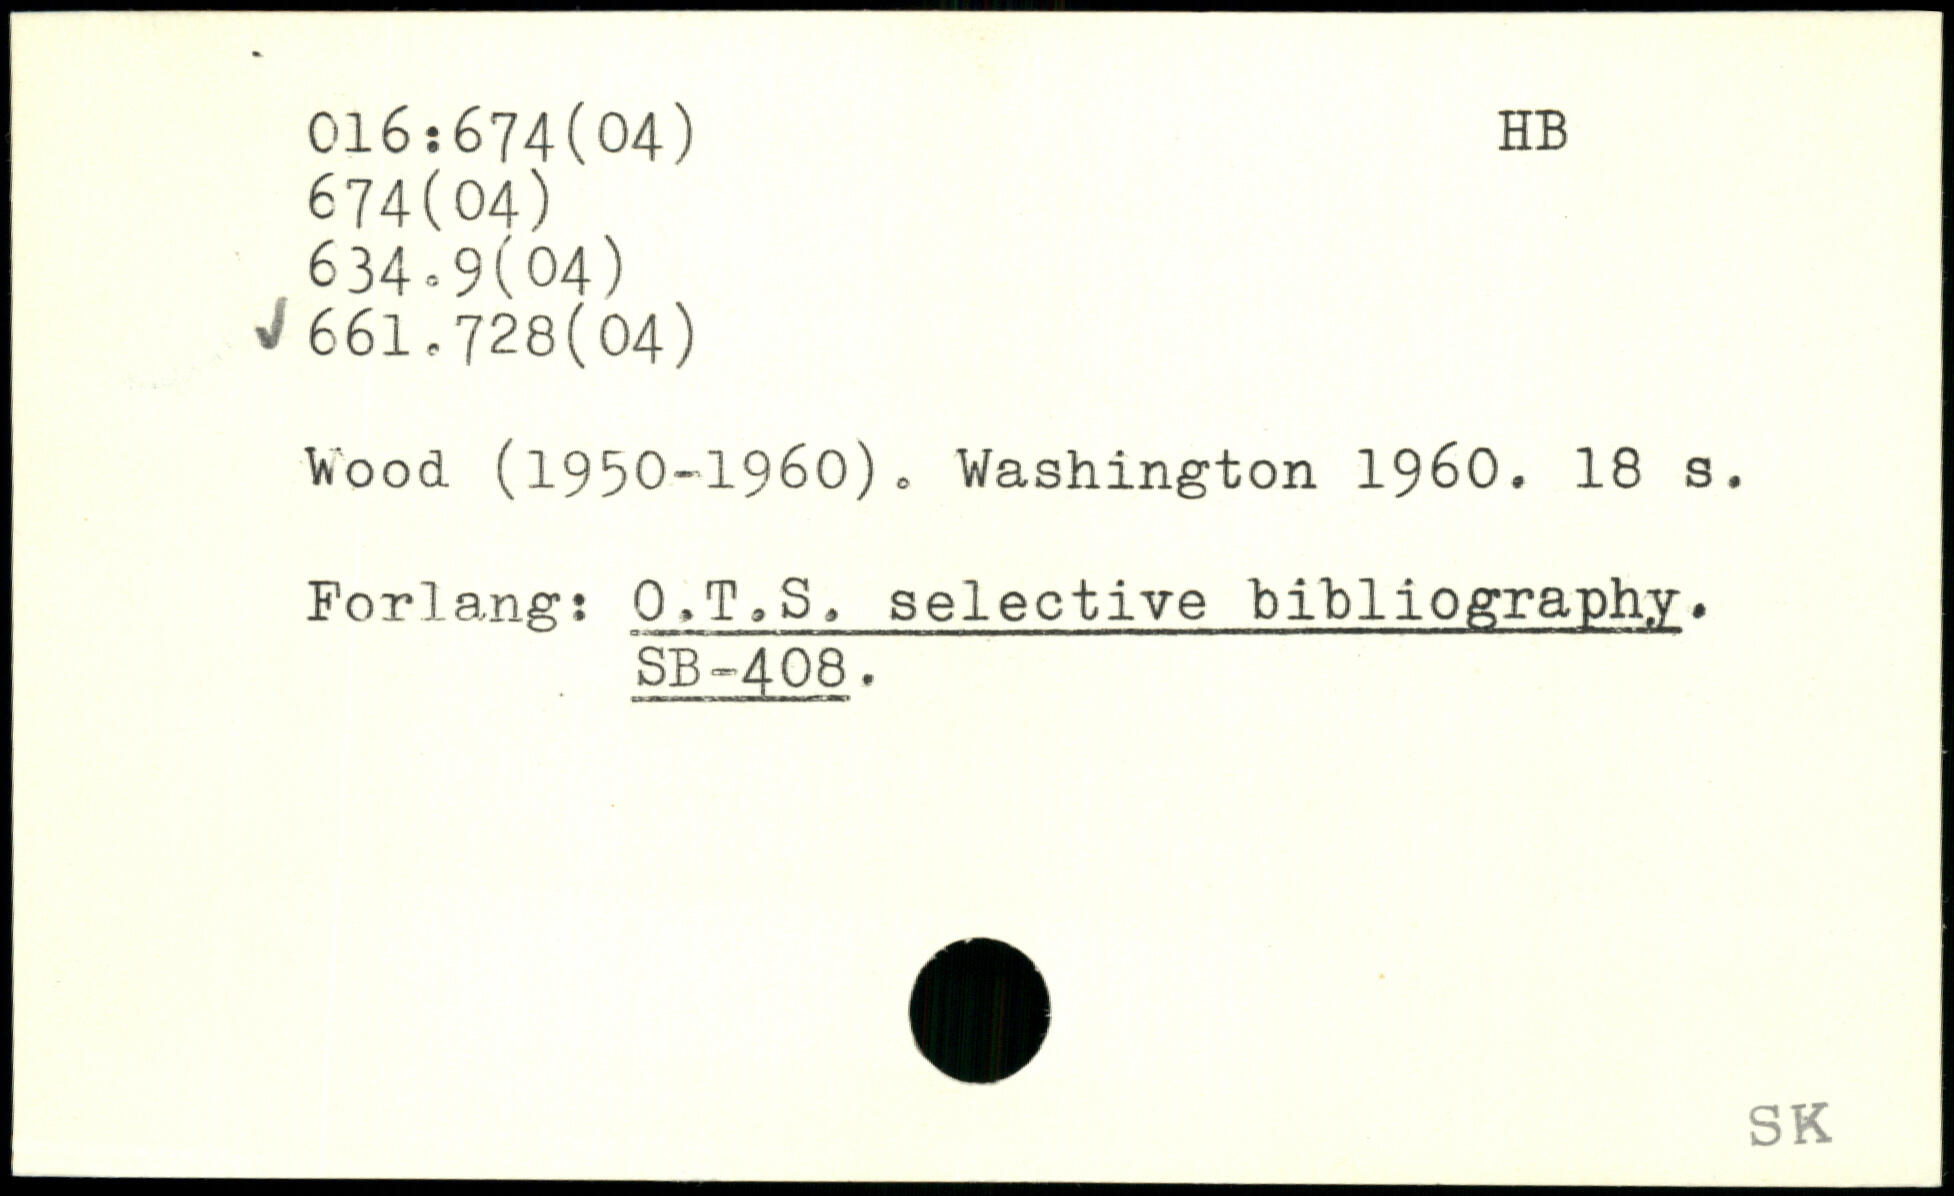 016:674(04) HB
674(04)
634.9(04)
✓661.728(04)
Wood (1950-1960). Washington 1960. 18 s.
Forlang: O.T.S. selective bibliography.
SB-408.
SK